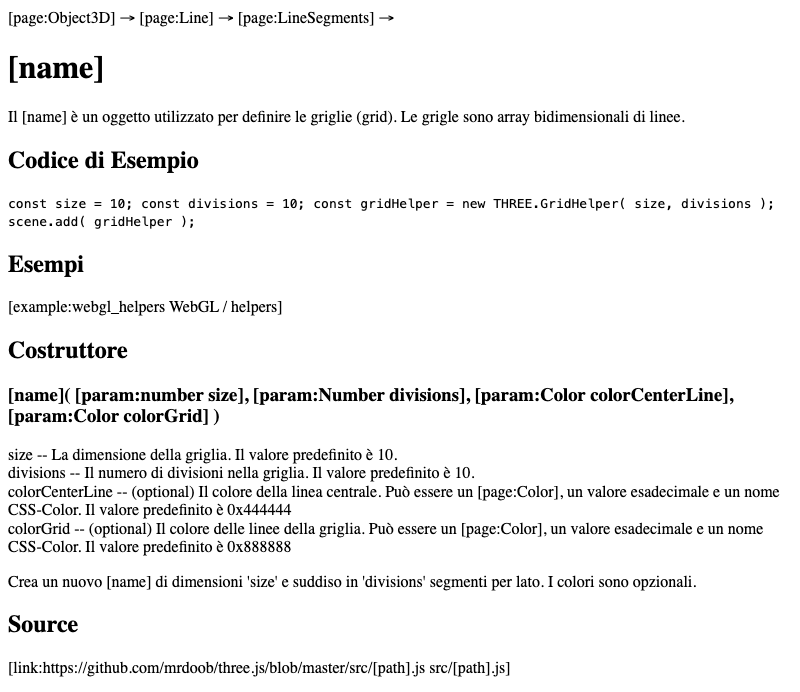 [page:Object3D] → [page:Line] → [page:LineSegments] →
[name]
Il [name] è un oggetto utilizzato per definire le griglie (grid). Le grigle sono array bidimensionali di linee.
Codice di Esempio
const size = 10; const divisions = 10; const gridHelper = new THREE.GridHelper( size, divisions );
scene.add( gridHelper );
Esempi
[example:webgl_helpers WebGL / helpers]
Costruttore
[name]( [param:number size], [param:Number divisions], [param:Color colorCenterLine],
[param:Color colorGrid] )
size -- La dimensione della griglia. Il valore predefinito è 10.
divisions -- Il numero di divisioni nella griglia. Il valore predefinito è 10.
colorCenterLine -- (optional) Il colore della linea centrale. Può essere un [page:Color], un valore esadecimale e un nome
CSS-Color. Il valore predefinito è 0x444444
colorGrid -- (optional) Il colore delle linee della griglia. Può essere un [page:Color], un valore esadecimale e un nome
CSS-Color. Il valore predefinito è 0x888888
Crea un nuovo [name] di dimensioni 'size' e suddiso in 'divisions' segmenti per lato. I colori sono opzionali.
Source
[link:https://github.com/mrdoob/three.js/blob/master/src/[path].js src/[path].js]